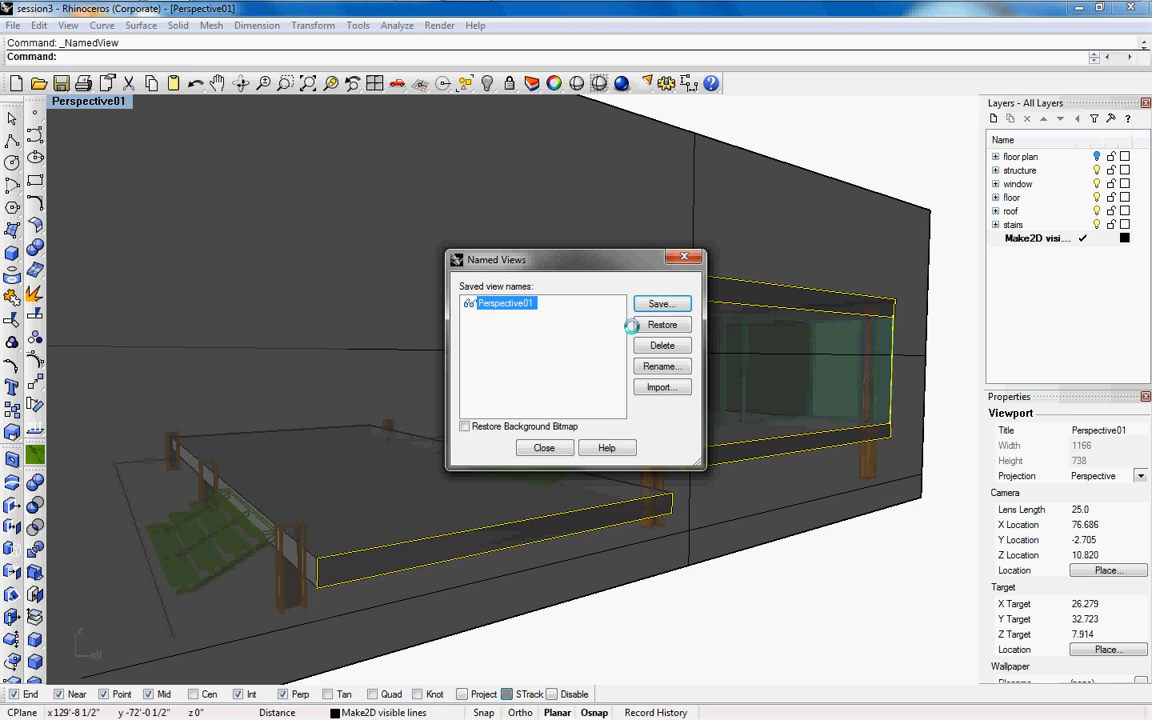 session3 - Rhinoceros (Corporate) - [Perspective01]
File Edit View Curve Surface Solid Mesh Dimension Transform Tools Analyze Render Help
Command: _NamedView
Command:
Perspective01
Layers - All Layers
Name
floor plan
structure
window
floor
roof
stairs
Make2D visi...
Named Views
Saved view names:
Perspective01
Save...
Restore
Delete
Rename...
Import...
Restore Background Bitmap
Close Help
Properties
Viewport
Title Perspective01
Width 1166
Height 738
Projection Perspective
Camera
Lens Length 25.0
X Location 76.686
Y Location -2.705
Z Location 10.820
Location Place...
Target
X Target 26.279
Y Target 32.723
Z Target 7.914
Location Place...
Wallpaper
z
xy
End Near Point Mid Cen Int Perp Tan Quad Knot Project STrack Disable
CPlane x 129'-8 1/2" y -72'-0 1/2" z 0" Distance Make2D visible lines Snap Ortho Planar Osnap Record History